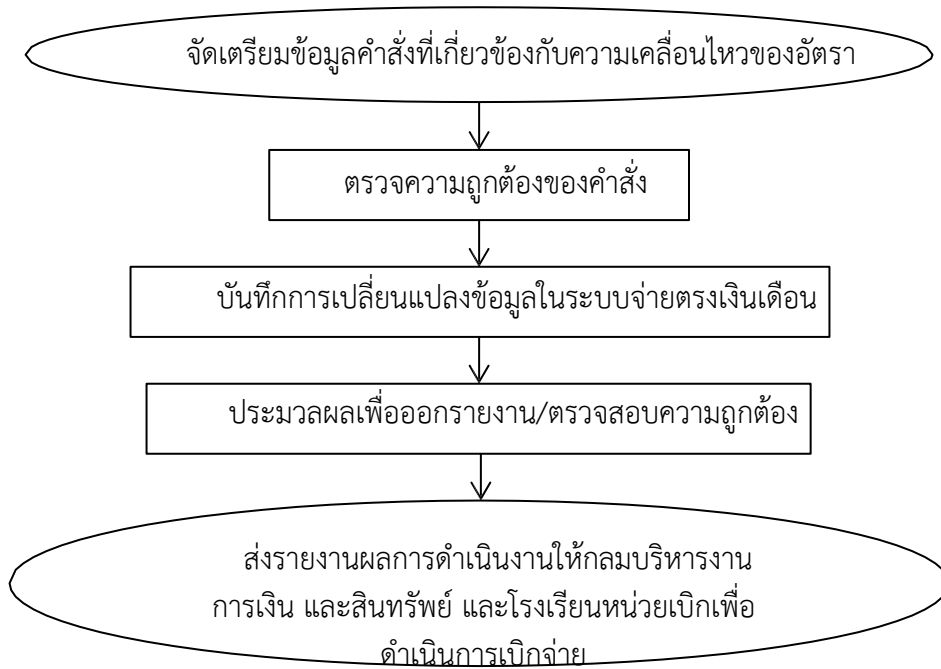 จัดเตรียมข้อมูลคำสั่งที่เกี่ยวข้องกับความเคลื่อนไหวของอัตรา
ตรวจความถูกต้องของคำสั่ง
บันทึกการเปลี่ยนแปลงข้อมูลในระบบจ่ายตรงเงินเดือน
ประมวลผลเพื่อออกรายงาน/ตรวจสอบความถูกต้อง
ส่งรายงานผลการดำเนินงานให้กลมบริหารงาน
การเงิน และสินทรัพย์ และโรงเรียนหน่วยเบิกเพื่อ
ดำเนินการเบิกจ่าย